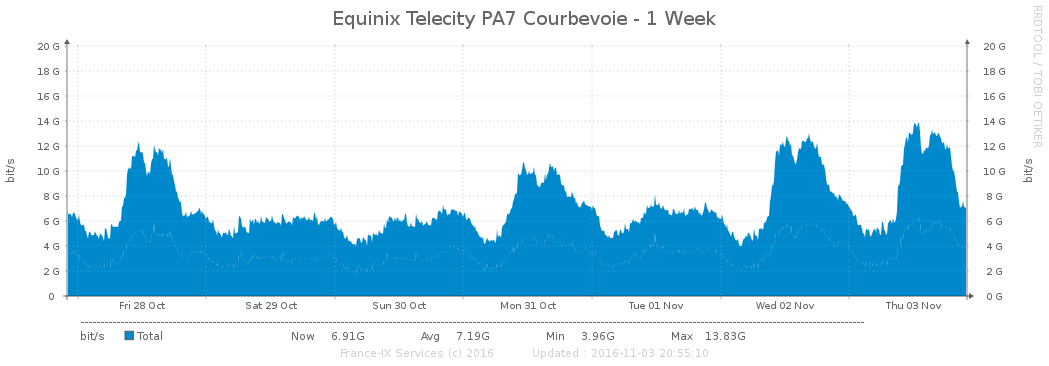 Equinix Telecity PA7 Courbevoie - 1 Week
RRDTOOL / TOBI OETIKER
bit/s
20 G
18 G
16 G
14 G
12 G
10 G
8 G
6 G
4 G
2 G
0
20 G
18 G
16 G
14 G
12 G
10 G
8 G
6 G
4 G
2 G
0 G
bit/s
Fri 28 Oct Sat 29 Oct Sun 30 Oct Mon 31 Oct Tue 01 Nov Wed 02 Nov Thu 03 Nov
bit/s Total Now 6.91G Avg 7.19G Min 3.96G Max 13.83G
France-IX Services (c) 2016 Updated : 2016-11-03 20:55:10